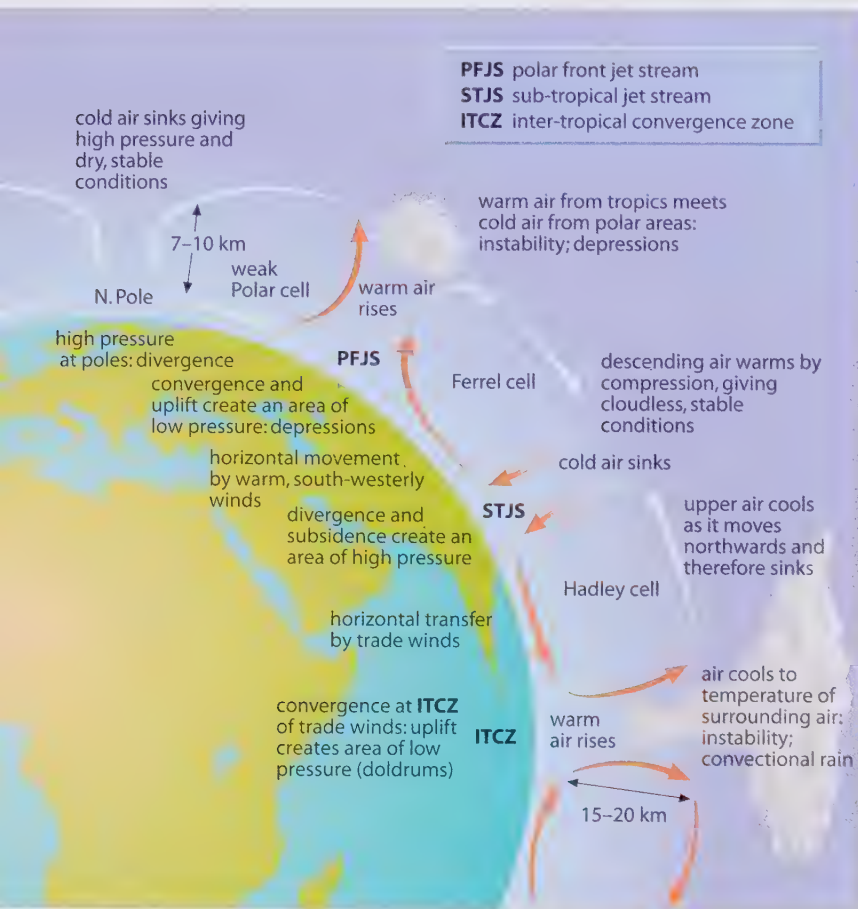 PFJS polar front jet stream
STJS sub-tropical jet stream
ITCZ inter-tropical convergence zone
cold air sinks giving
high pressure and
dry, stable
conditions
warm air from tropics meets
cold air from polar areas:
instability; depressions
7–10 km
weak
Polar cell
N. Pole
warm air
rises
high pressure
at poles: divergence
PFJS
convergence and
uplift create an area of
low pressure: depressions
Ferrel cell
descending air warms by
compression, giving
cloudless, stable
conditions
horizontal movement
by warm, south-westerly
winds
cold air sinks
STJS
divergence and
subsidence create an
area of high pressure
upper air cools
as it moves
northwards and
therefore sinks
Hadley cell
horizontal transfer
by trade winds
convergence at ITCZ
of trade winds: uplift
creates area of low
pressure (doldrums)
ITCZ
warm
air rises
air cools to
temperature of
surrounding air:
instability;
convectional rain
15–20 km